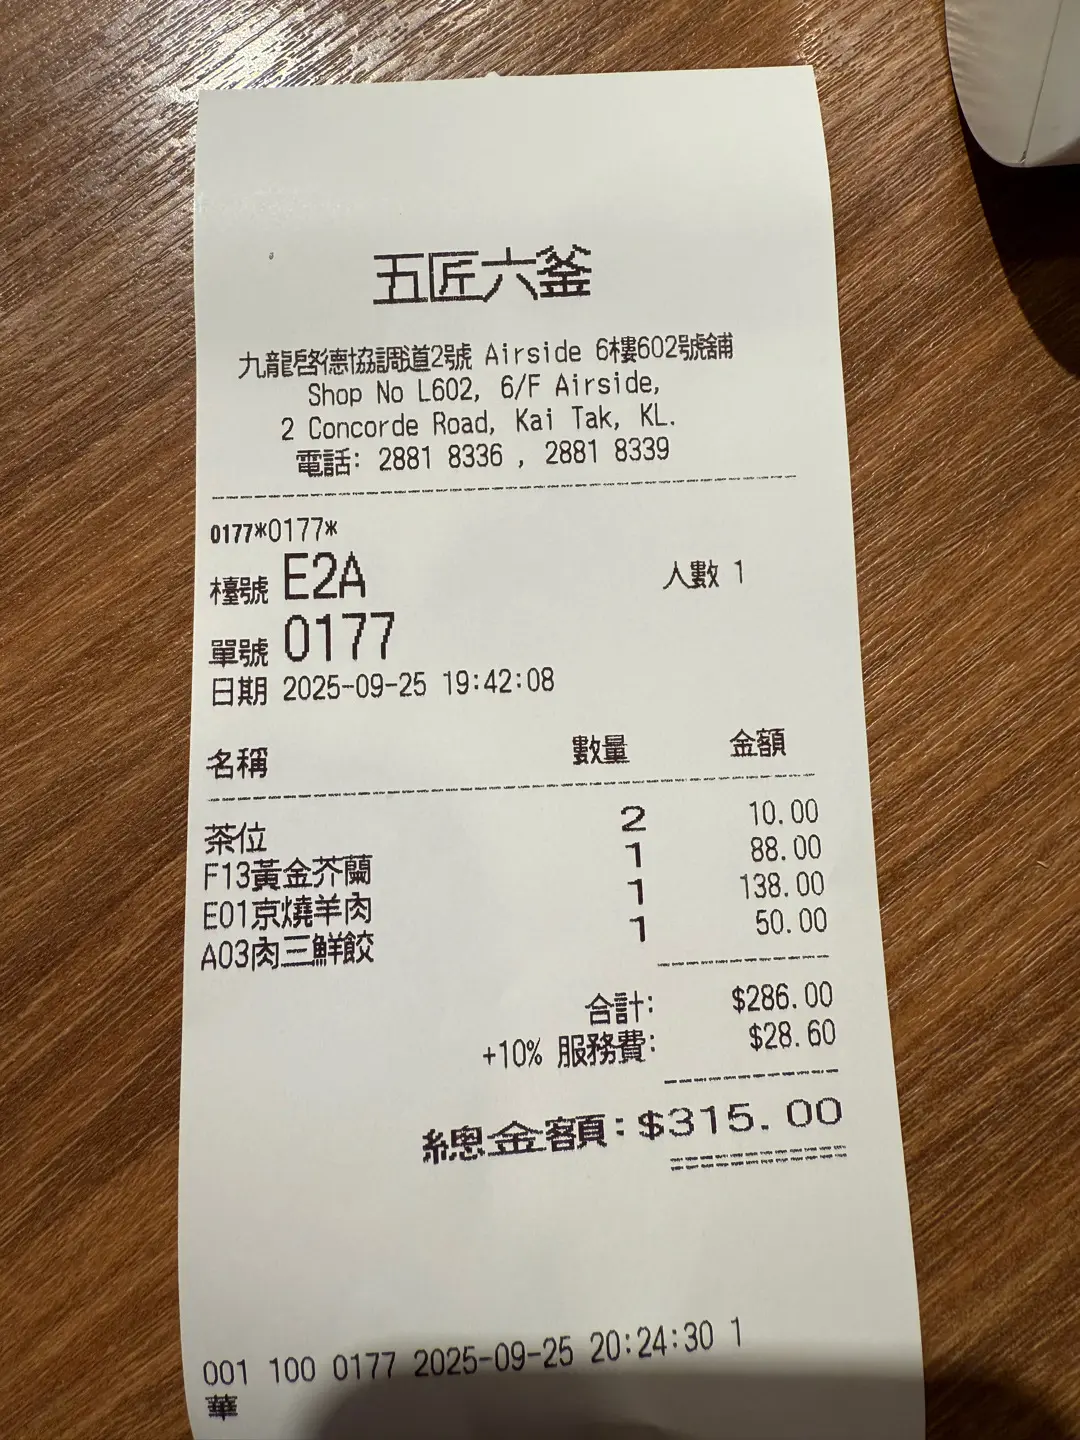 五匠六釜
九龍啓德協調道2號 Airside 6樓602號舖
Shop No L602, 6/F Airside,
2 Concorde Road, Kai Tak, KL.
電話: 2881 8336 , 2881 8339
0177*0177*
檯號 E2A 人數 1
單號 0177
日期 2025-09-25 19:42:08
名稱 數量 金額
茶位 2 10.00
F13黃金芥蘭 1 88.00
E01京燒羊肉 1 138.00
A03肉三鮮餃 1 50.00
合計: $286.00
+10% 服務費: $28.60
總金額: $315.00
001 100 0177 2025-09-25 20:24:30 1
華